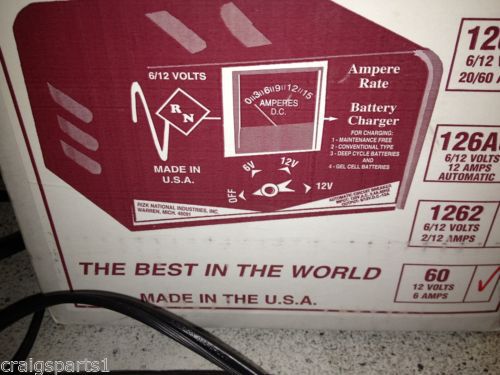 6/12 VOLTS
RN
MADE IN
U.S.A.
0 3 6 9 12 15
AMPERES
D.C.
Ampere
Rate
Battery
Charger
FOR CHARGING:
1 - MAINTENANCE FREE
2 - CONVENTIONAL TYPE
3 - DEEP CYCLE BATTERIES
AND
4 - GEL CELL BATTERIES
OFF
6V
12V
12V
RIZK NATIONAL INDUSTRIES, INC.
WARREN, MICH. 48091
AUTOMATIC CIRCUIT BREAKER
THE BEST IN THE WORLD
MADE IN THE U.S.A.
6/12 V
20/60 A
126A
6/12 VOLTS
12 AMPS
AUTOMATIC
1262
6/12 VOLTS
2/12 AMPS
60
12 VOLTS
6 AMPS
craigsparts1